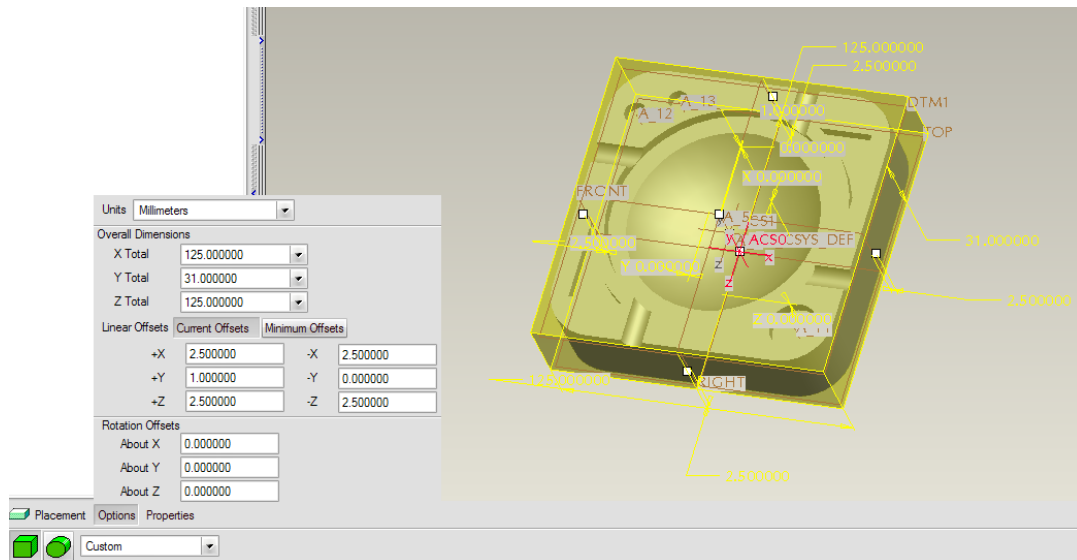 125.000000
2.500000
DTM1
A_13
A_12
1.000000
TOP
0.000000
X 0.000000
FRONT
A_5
CS1
ACS0
CSYS_DEF
2.500000
Y 0.000000
31.000000
2.500000
Z 0.000000
125.000000
RIGHT
2.500000
X
Z
Z
Units Millimeters
Overall Dimensions
X Total 125.000000
Y Total 31.000000
Z Total 125.000000
Linear Offsets Current Offsets Minimum Offsets
+X 2.500000 -X 2.500000
+Y 1.000000 -Y 0.000000
+Z 2.500000 -Z 2.500000
Rotation Offsets
About X 0.000000
About Y 0.000000
About Z 0.000000
Placement Options Properties
Custom